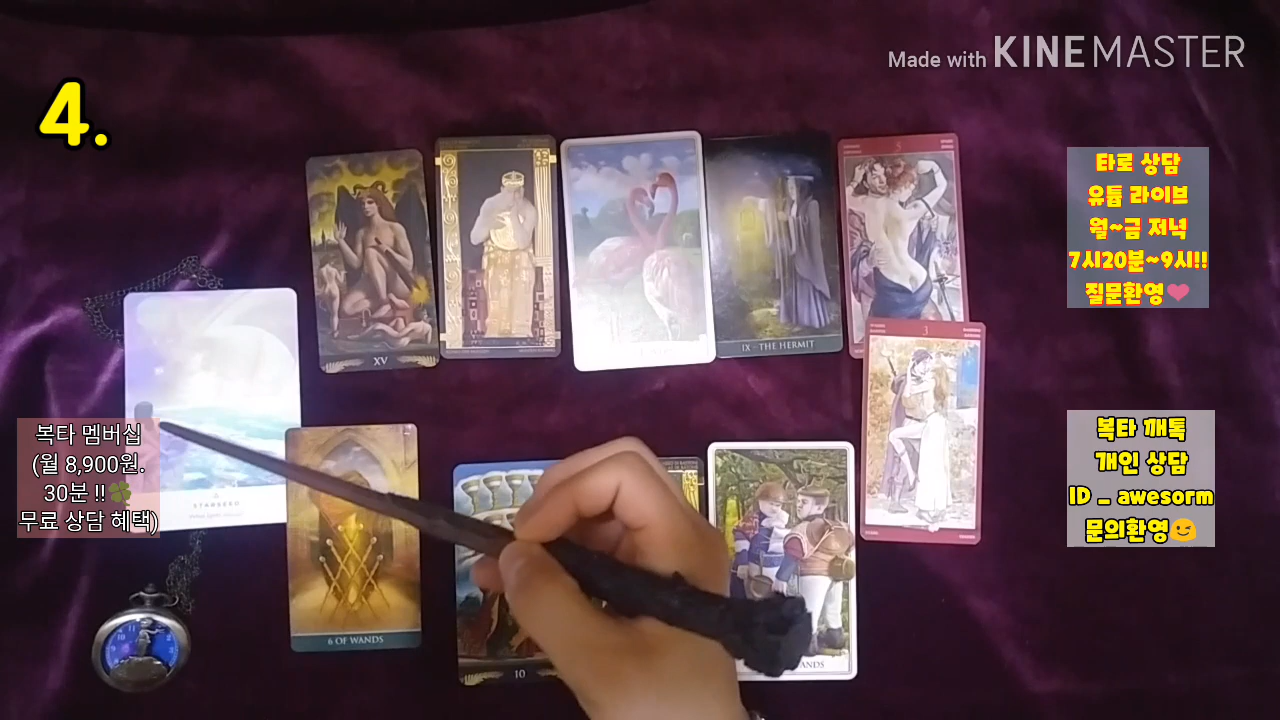 Made with KINEMASTER
4.
타로 상담
유튭 라이브
월~금 저녁
7시20분~9시!!
질문환영❤
XV
IX - THE HERMIT
5
3
복타 멤버십
(월 8,900원.
30분 !!🍀
무료 상담 혜택)
STARSEED
6 OF WANDS
10
복타 깨톡
개인 상담
ID _ awesorm
문의환영😉